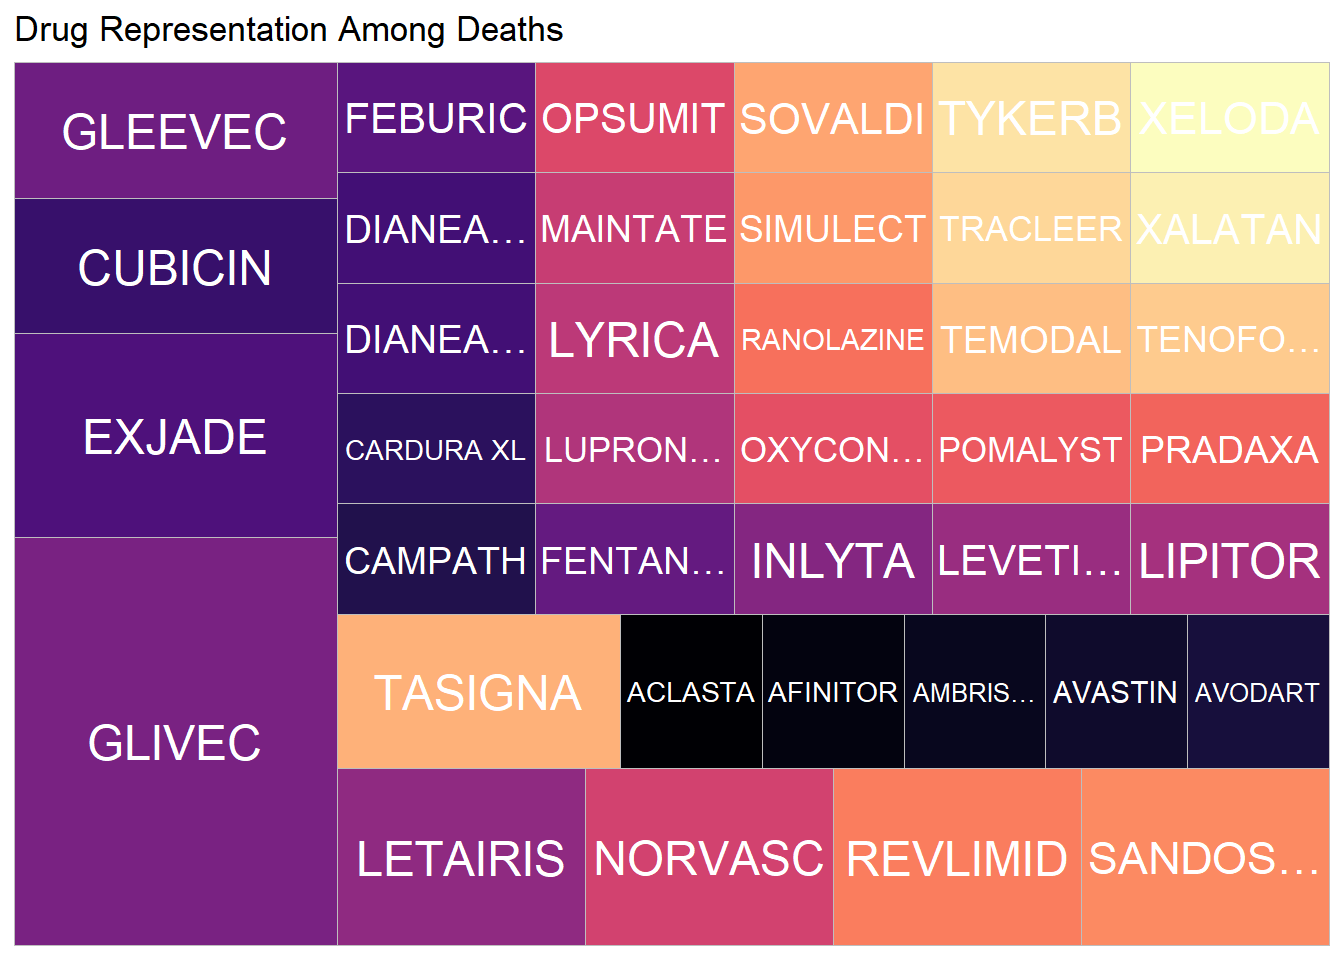 Drug Representation Among Deaths
GLEEVEC
CUBICIN
EXJADE
GLIVEC
FEBURIC
OPSUMIT
SOVALDI
TYKERB
XELODA
DIANEA…
MAINTATE
SIMULECT
TRACLEER
XALATAN
DIANEA…
LYRICA
RANOLAZINE
TEMODAL
TENOFO…
CARDURA XL
LUPRON…
OXYCON…
POMALYST
PRADAXA
CAMPATH
FENTAN…
INLYTA
LEVETI…
LIPITOR
TASIGNA
ACLASTA
AFINITOR
AMBRIS…
AVASTIN
AVODART
LETAIRIS
NORVASC
REVLIMID
SANDOS…